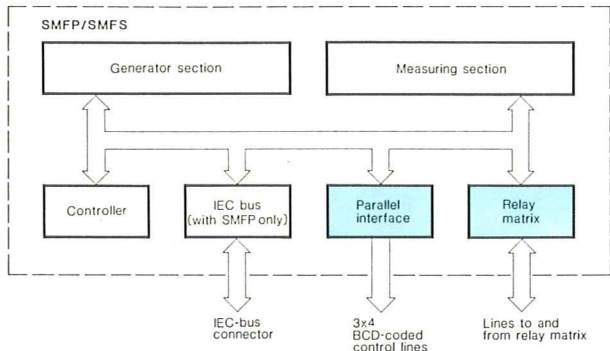 SMFP/SMFS
Generator section
Measuring section
Controller
IEC bus
(with SMFP only)
Parallel
interface
Relay
matrix
IEC-bus
connector
3x4
BCD-coded
control lines
Lines to and
from relay matrix